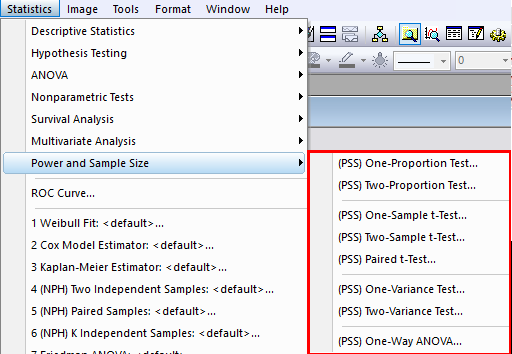 Statistics Image Tools Format Window Help
Descriptive Statistics
Hypothesis Testing
ANOVA
Nonparametric Tests
Survival Analysis
Multivariate Analysis
Power and Sample Size
ROC Curve...
1 Weibull Fit: <default>...
2 Cox Model Estimator: <default>...
3 Kaplan-Meier Estimator: <default>...
4 (NPH) Two Independent Samples: <default>...
5 (NPH) Paired Samples: <default>...
6 (NPH) K Independent Samples: <default>...
7 Friedman ANOVA: <default>...
0
(PSS) One-Proportion Test...
(PSS) Two-Proportion Test...
(PSS) One-Sample t-Test...
(PSS) Two-Sample t-Test...
(PSS) Paired t-Test...
(PSS) One-Variance Test...
(PSS) Two-Variance Test...
(PSS) One-Way ANOVA...